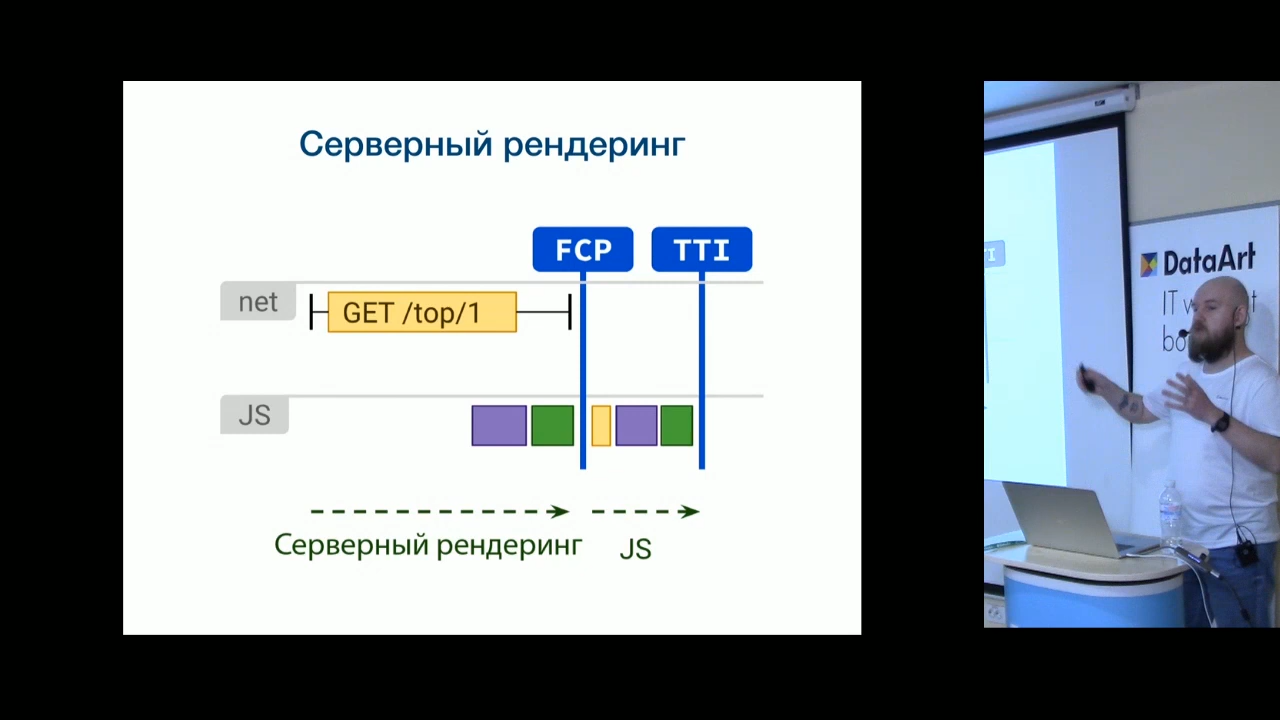 Серверный рендеринг
FCP
TTI
net
GET /top/1
JS
Серверный рендеринг
JS
DataArt